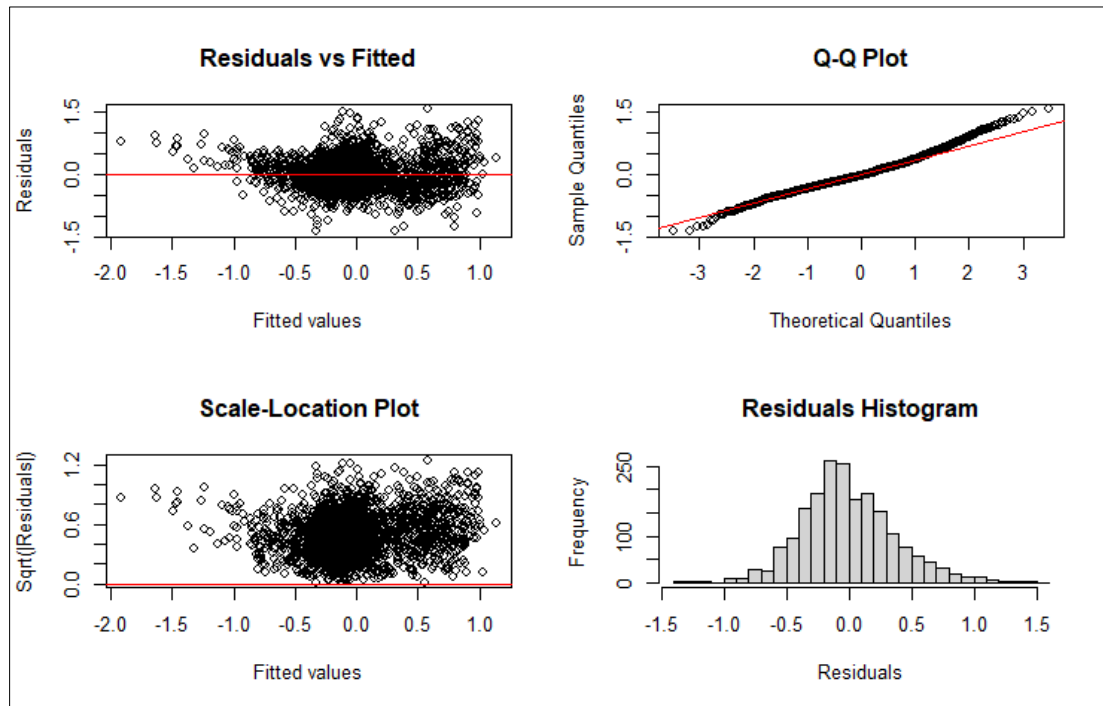 Residuals vs Fitted
Residuals
-1.5 0.0 1.5
-2.0 -1.5 -1.0 -0.5 0.0 0.5 1.0
Fitted values
Q-Q Plot
Sample Quantiles
-1.5 0.0 1.5
-3 -2 -1 0 1 2 3
Theoretical Quantiles
Scale-Location Plot
Sqrt(|Residuals|)
0.0 0.6 1.2
-2.0 -1.5 -1.0 -0.5 0.0 0.5 1.0
Fitted values
Residuals Histogram
Frequency
0 100 250
-1.5 -1.0 -0.5 0.0 0.5 1.0 1.5
Residuals